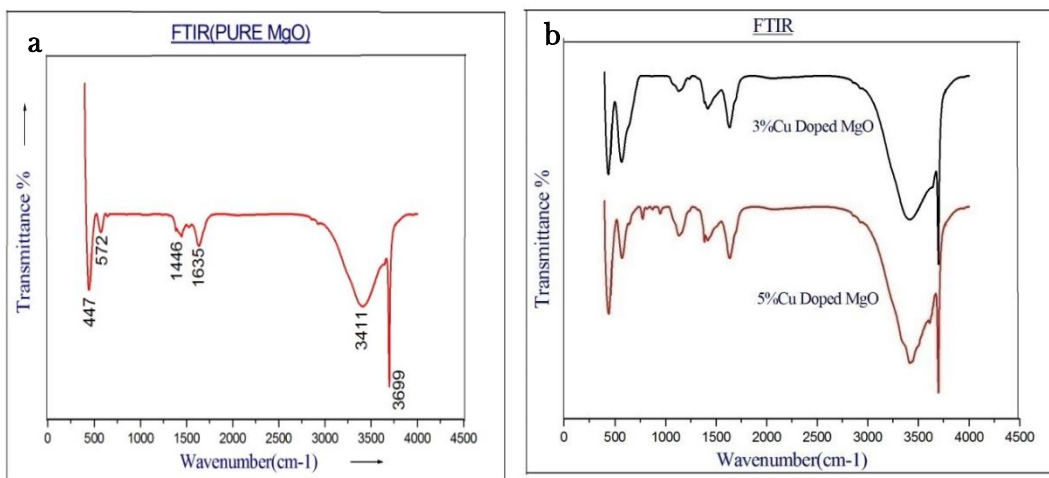 a
FTIR(PURE MgO)
Transmittance %
447
572
1446
1635
3411
3699
0 500 1000 1500 2000 2500 3000 3500 4000 4500
Wavenumber(cm-1)
b
FTIR
Transmittance %
3%Cu Doped MgO
5%Cu Doped MgO
0 500 1000 1500 2000 2500 3000 3500 4000 4500
Wavenumber(cm-1)